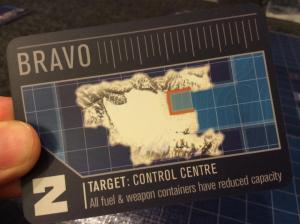 BRAVO
2
TARGET: CONTROL CENTRE
All fuel & weapon containers have reduced capacity